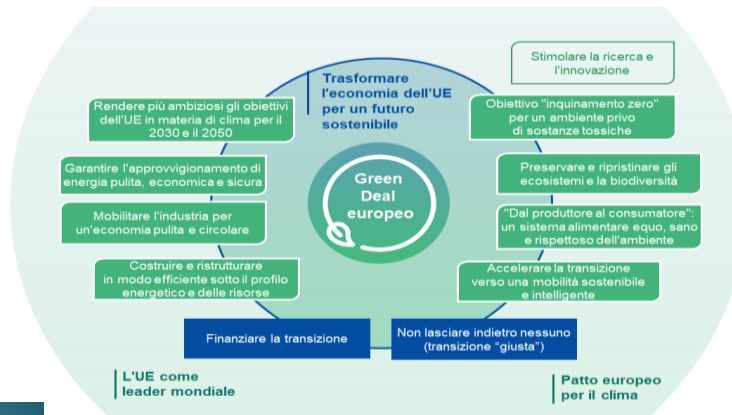 Stimolare la ricerca e
l'innovazione
Trasformare
l'economia dell'UE
per un futuro
sostenibile
Rendere più ambiziosi gli obiettivi
dell'UE in materia di clima per il
2030 e il 2050
Obiettivo "inquinamento zero"
per un ambiente privo
di sostanze tossiche
Garantire l'approvvigionamento di
energia pulita, economica e sicura
Preservare e ripristinare gli
ecosistemi e la biodiversità
Green
Deal
europeo
Mobilitare l'industria per
un'economia pulita e circolare
"Dal produttore al consumatore":
un sistema alimentare equo, sano
e rispettoso dell'ambiente
Costruire e ristrutturare
in modo efficiente sotto il profilo
energetico e delle risorse
Accelerare la transizione
verso una mobilità sostenibile
e intelligente
Finanziare la transizione
Non lasciare indietro nessuno
(transizione “giusta”)
L'UE come
leader mondiale
Patto europeo
per il clima